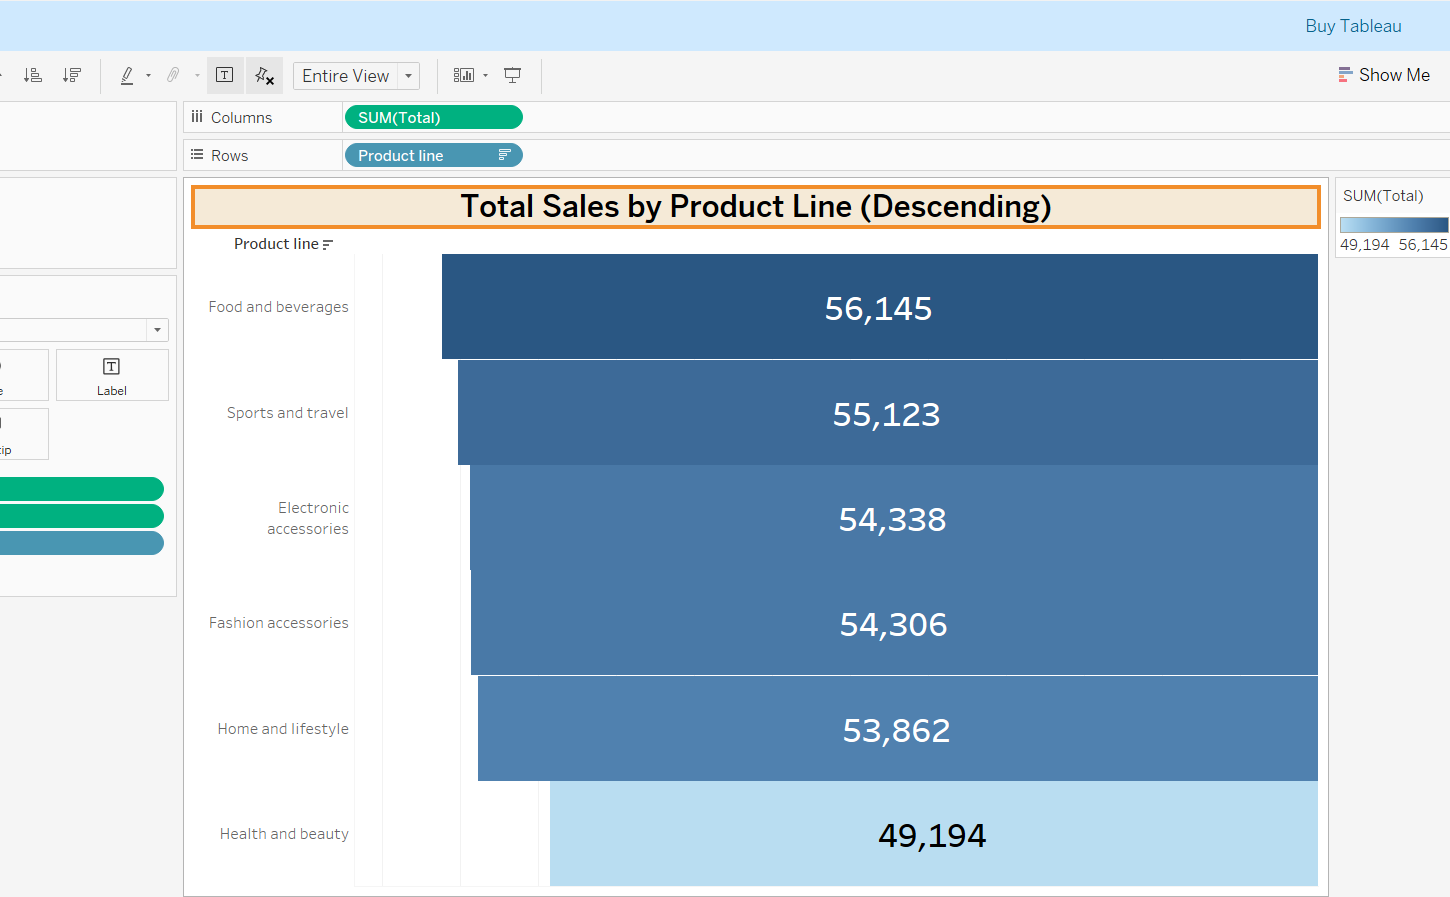 Buy Tableau
Entire View
Show Me
Columns
SUM(Total)
Rows
Product line
Total Sales by Product Line (Descending)
Product line
SUM(Total)
49,194 56,145
Food and beverages
56,145
Sports and travel
55,123
Electronic
accessories
54,338
Fashion accessories
54,306
Home and lifestyle
53,862
Health and beauty
49,194
Label